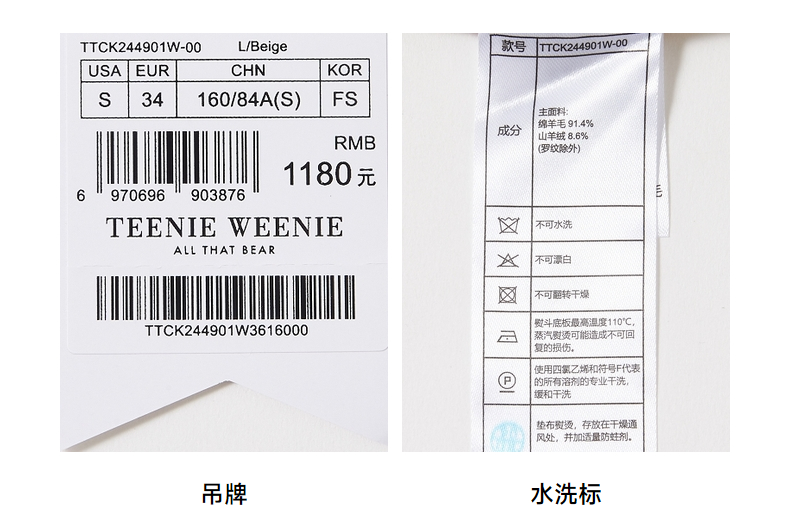 TTCK244901W-00 L/Beige
USA EUR CHN KOR
S 34 160/84A(S) FS
RMB
1180元
6 970696 903876
TEENIE WEENIE
ALL THAT BEAR
TTCK244901W3616000
吊牌
款号 TTCK244901W-00
成分
主面料:
绵羊毛 91.4%
山羊绒 8.6%
(罗纹除外)
毛
不可水洗
不可漂白
不可翻转干燥
熨斗底板最高温度110℃,
蒸汽熨烫可能造成不可回
复的损伤。
P
使用四氯乙烯和符号F代表
的所有溶剂的专业干洗,
缓和干洗
垫布熨烫,存放在干燥通
风处,并加适量防蛀剂。
水洗标